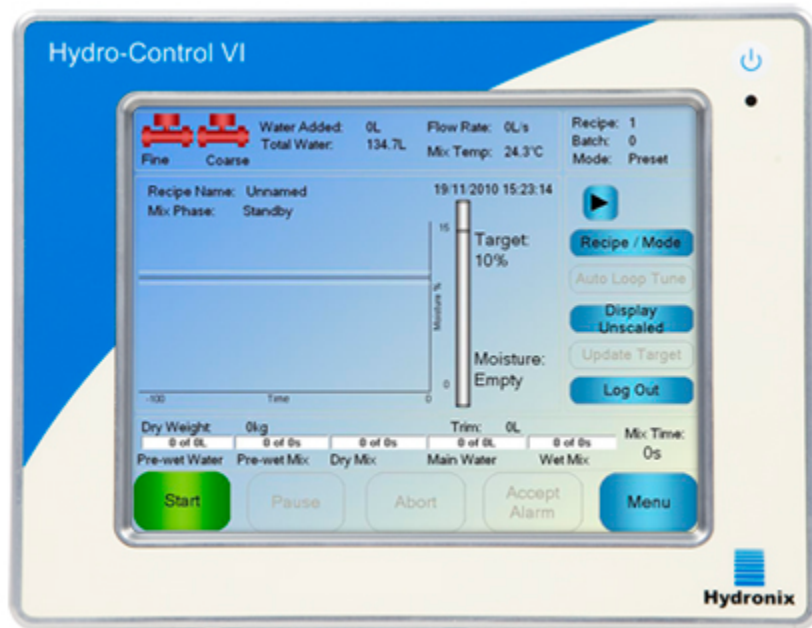 Hydro-Control VI
Water Added: 0L Flow Rate: 0L/s Recipe: 1
Total Water: 134.7L Mix Temp: 24.3°C Batch: 0
Fine Coarse Mode: Preset
Recipe Name: Unnamed 19/11/2010 15:23:14
Mix Phase: Standby
15
Target:
10%
Recipe / Mode
Auto Loop Tune
Moisture %
Display
Unscaled
Moisture:
Empty
Update Target
Log Out
-100 Time 0 0
Dry Weight: 0kg Trim: 0L Mix Time:
0 of 0L 0 of 0s 0 of 0s 0 of 0L 0 of 0s 0s
Pre-wet Water Pre-wet Mix Dry Mix Main Water Wet Mix
Start Pause Abort Accept Alarm Menu
Hydronix